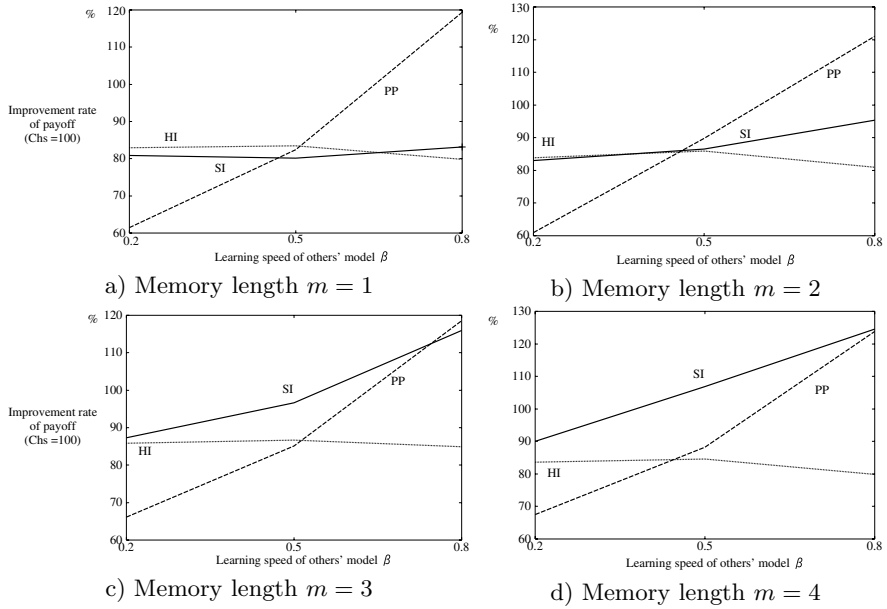 %
120
110
100
90
80
70
60
Improvement rate
of payoff
(Chs =100)
HI
SI
PP
0.2
0.5
0.8
Learning speed of others' model β
a) Memory length m = 1
%
130
120
110
100
90
80
70
60
HI
SI
PP
0.2
0.5
0.8
Learning speed of others' model β
b) Memory length m = 2
%
120
110
100
90
80
70
60
Improvement rate
of payoff
(Chs =100)
HI
SI
PP
0.2
0.5
0.8
Learning speed of others' model β
c) Memory length m = 3
%
130
120
110
100
90
80
70
60
HI
SI
PP
0.2
0.5
0.8
Learning speed of others' model β
d) Memory length m = 4